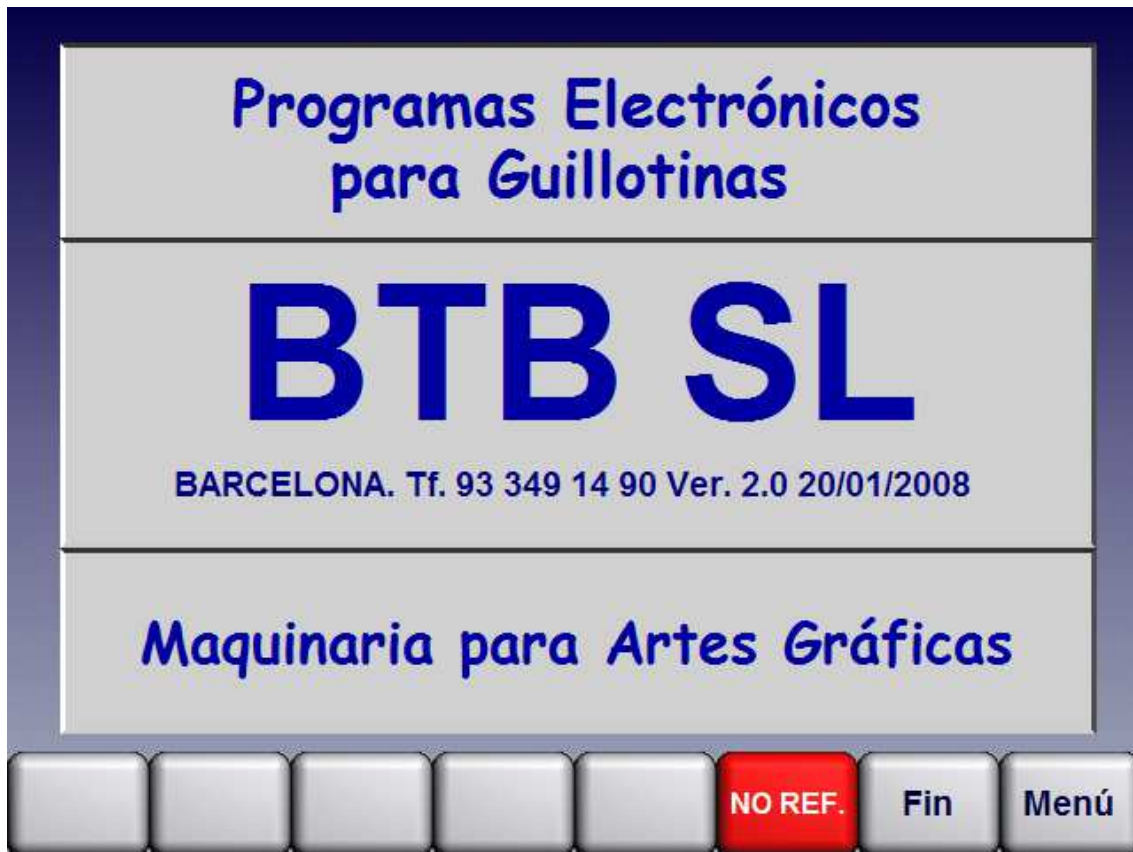 Programas Electrónicos
para Guillotinas
BTB SL
BARCELONA. Tf. 93 349 14 90 Ver. 2.0 20/01/2008
Maquinaria para Artes Gráficas
NO REF. Fin Menú